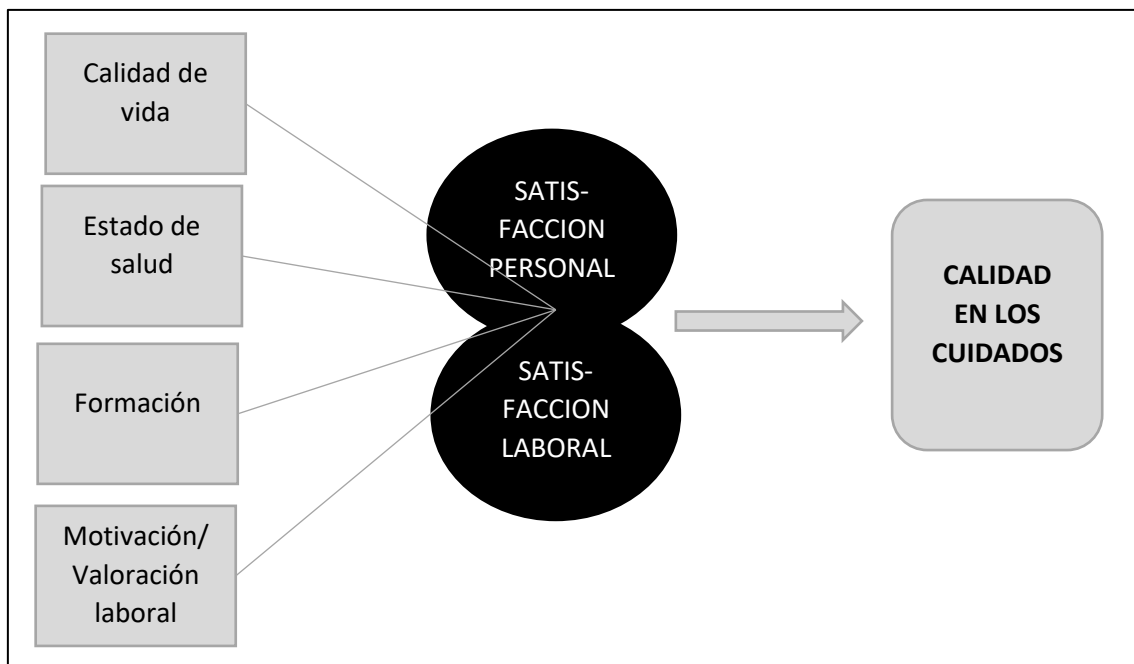 Calidad de
vida
Estado de
salud
Formación
Motivación/
Valoración
laboral
SATIS-
FACCION
PERSONAL
SATIS-
FACCION
LABORAL
CALIDAD
EN LOS
CUIDADOS